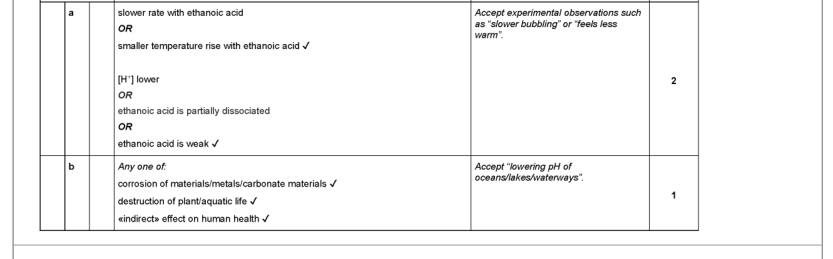 a
slower rate with ethanoic acid
OR
smaller temperature rise with ethanoic acid ✓
[H⁺] lower
OR
ethanoic acid is partially dissociated
OR
ethanoic acid is weak ✓
Accept experimental observations such
as “slower bubbling” or “feels less
warm”.
2
b
Any one of:
corrosion of materials/metals/carbonate materials ✓
destruction of plant/aquatic life ✓
«indirect» effect on human health ✓
Accept “lowering pH of
oceans/lakes/waterways”.
1